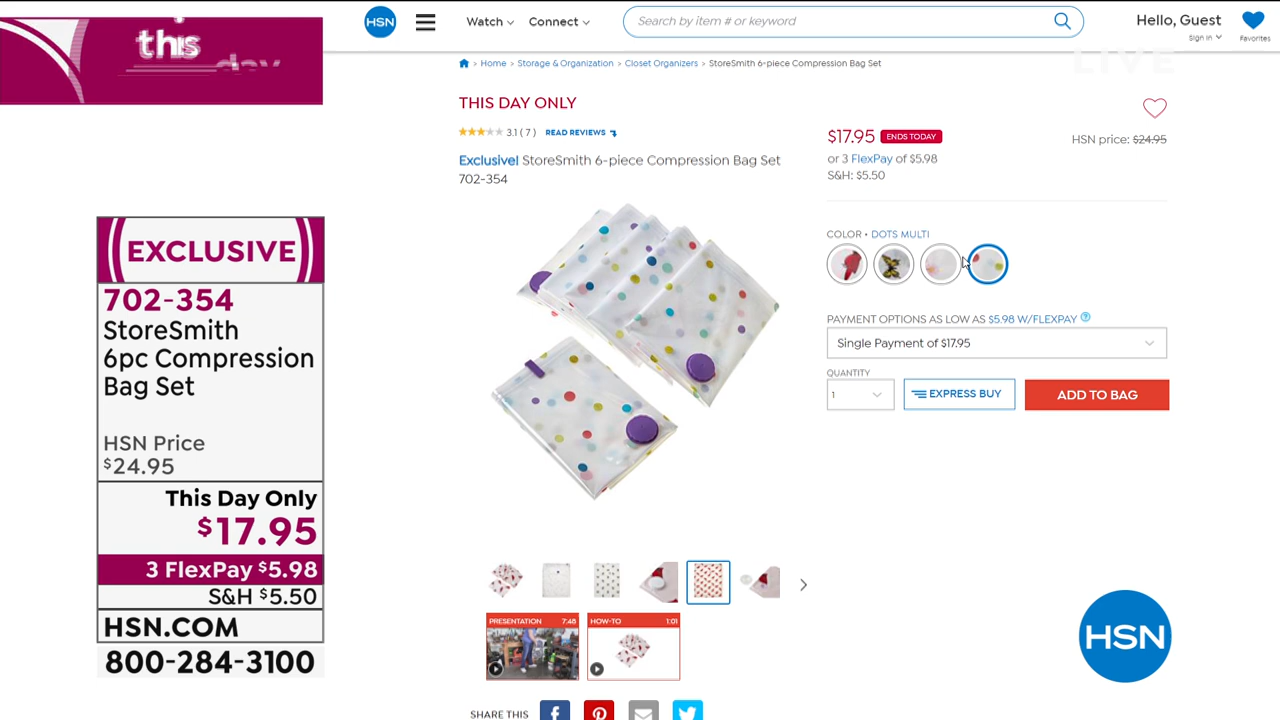 this
day
EXCLUSIVE
702-354
StoreSmith
6pc Compression
Bag Set
HSN Price
$24.95
This Day Only
$17.95
3 FlexPay $5.98
S&H $5.50
HSN.COM
800-284-3100
HSN
Watch
Connect
Search by item # or keyword
Hello, Guest
Sign In
Favorites
LIVE
> Home > Storage & Organization > Closet Organizers > StoreSmith 6-piece Compression Bag Set
THIS DAY ONLY
3.1 ( 7 ) READ REVIEWS
Exclusive! StoreSmith 6-piece Compression Bag Set
702-354
$17.95 ENDS TODAY
HSN price: $24.95
or 3 FlexPay of $5.98
S&H: $5.50
COLOR • DOTS MULTI
PAYMENT OPTIONS AS LOW AS $5.98 W/FLEXPAY ?
Single Payment of $17.95
QUANTITY
1
EXPRESS BUY
ADD TO BAG
PRESENTATION 7:48
HOW-TO 1:01
SHARE THIS
HSN